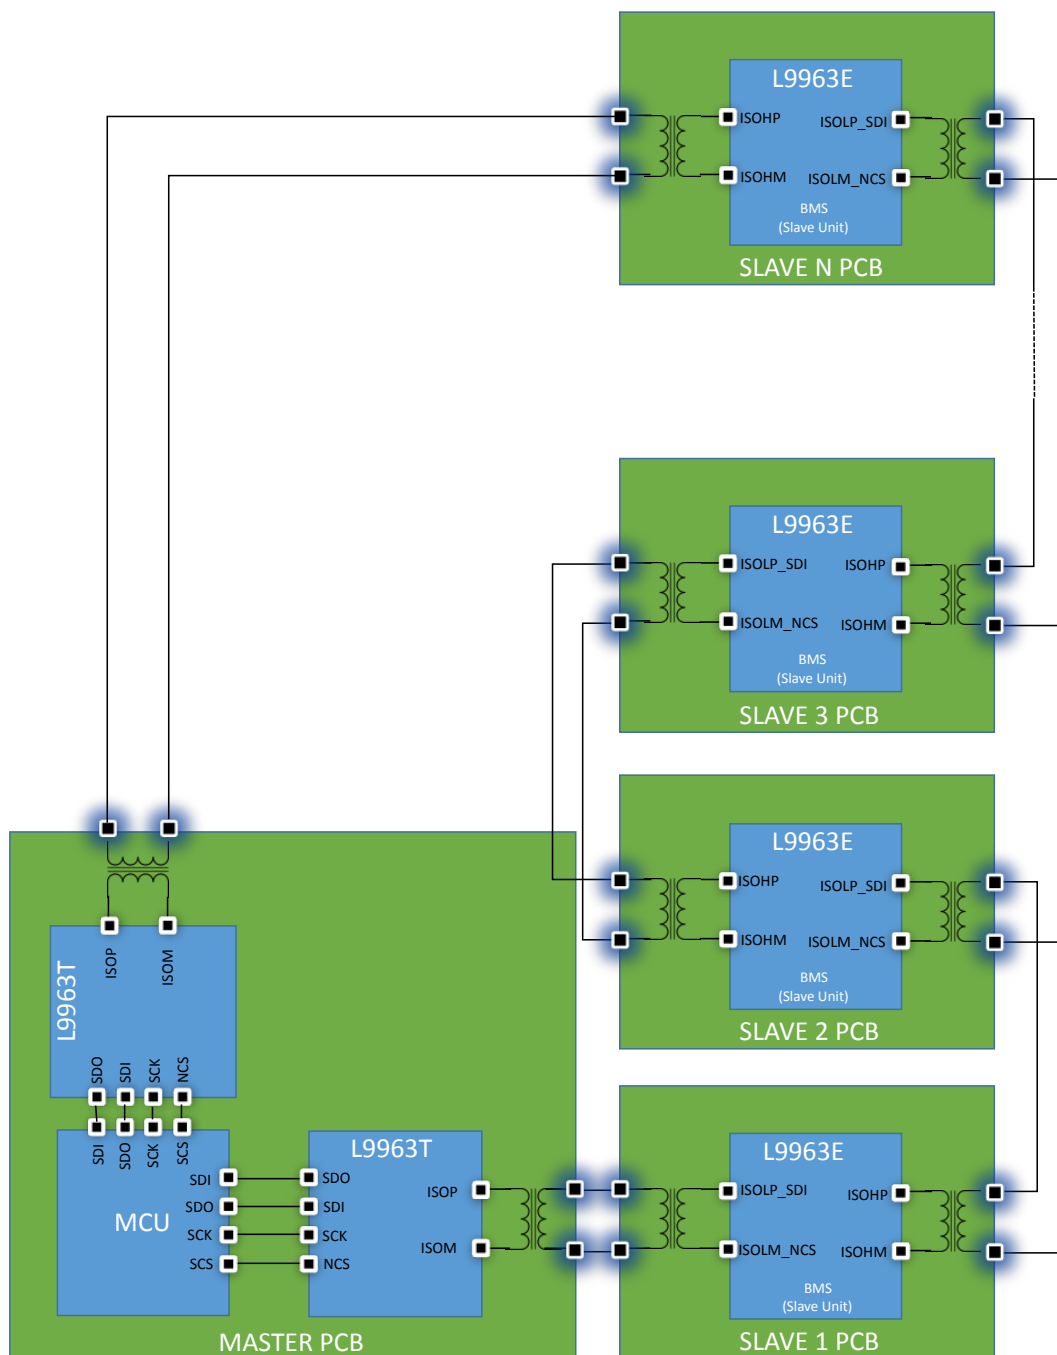 L9963E
ISOHP
ISOLP_SDI
ISOHM
ISOLM_NCS
BMS
(Slave Unit)
SLAVE N PCB
L9963E
ISOLP_SDI
ISOHP
ISOLM_NCS
ISOHM
BMS
(Slave Unit)
SLAVE 3 PCB
L9963E
ISOHP
ISOLP_SDI
ISOHM
ISOLM_NCS
BMS
(Slave Unit)
SLAVE 2 PCB
L9963E
ISOLP_SDI
ISOHP
ISOLM_NCS
ISOHM
BMS
(Slave Unit)
SLAVE 1 PCB
ISOP
ISOM
L9963T
SDO
SDI
SCK
NCS
SDI
SDO
SCK
SCS
MCU
SDI
SDO
SCK
SCS
L9963T
SDO
SDI
SCK
NCS
ISOP
ISOM
MASTER PCB